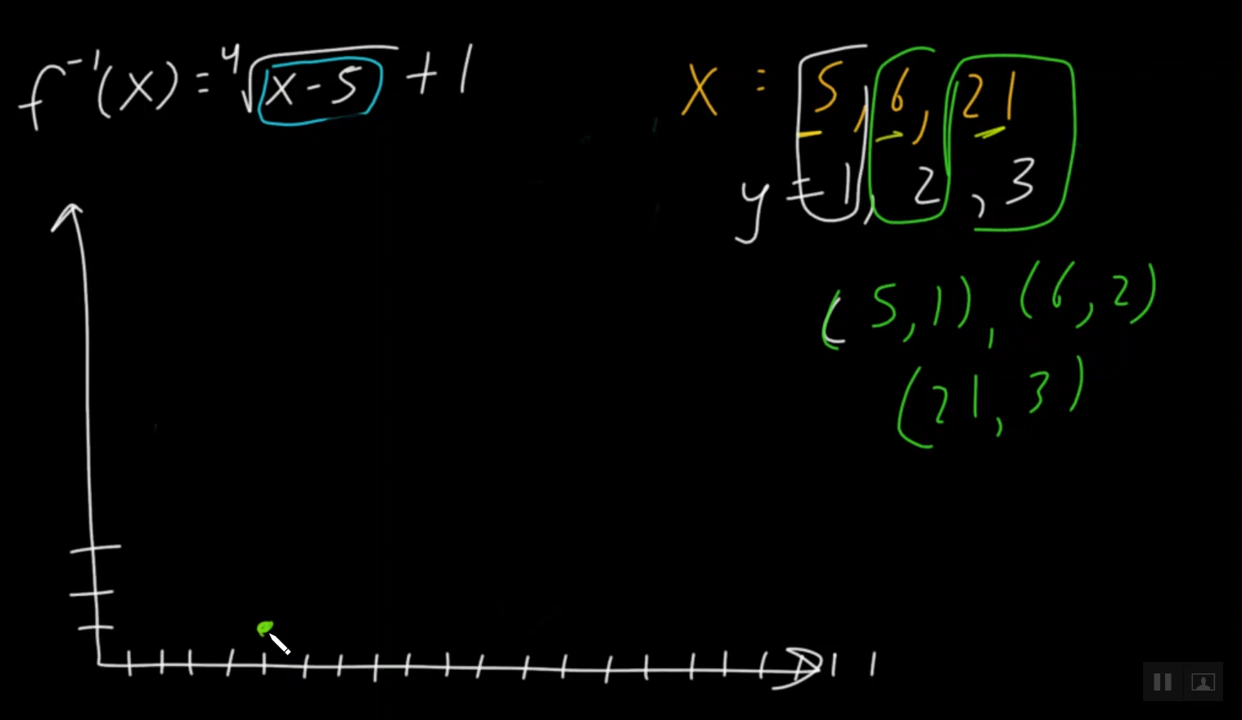 f⁻¹(x) = ⁴√(x-5) + 1
x : 5, 6, 21
y = 1, 2, 3
(5,1), (6,2)
(21,3)